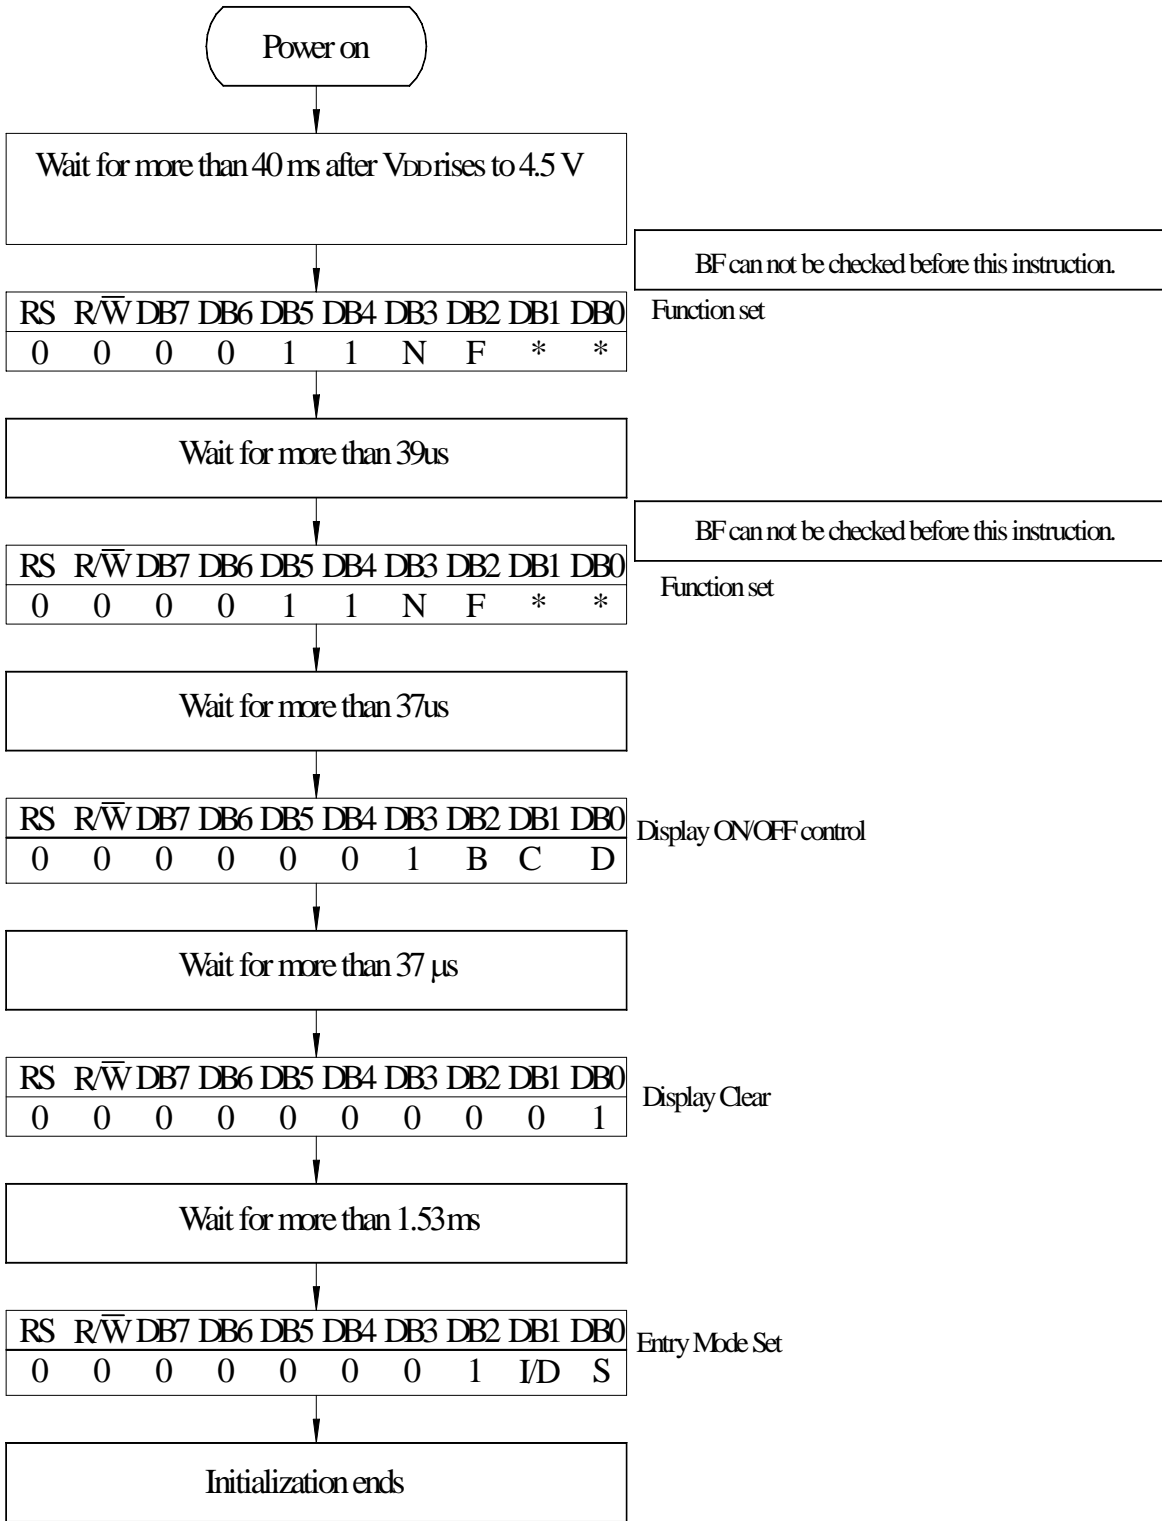 Power on
Wait for more than 40 ms after VDD rises to 4.5 V
BF can not be checked before this instruction.
RS R/W̅ DB7 DB6 DB5 DB4 DB3 DB2 DB1 DB0
Function set
0 0 0 0 1 1 N F * *
Wait for more than 39us
BF can not be checked before this instruction.
RS R/W̅ DB7 DB6 DB5 DB4 DB3 DB2 DB1 DB0
Function set
0 0 0 0 1 1 N F * *
Wait for more than 37us
RS R/W̅ DB7 DB6 DB5 DB4 DB3 DB2 DB1 DB0
Display ON/OFF control
0 0 0 0 0 0 1 B C D
Wait for more than 37 μs
RS R/W̅ DB7 DB6 DB5 DB4 DB3 DB2 DB1 DB0
Display Clear
0 0 0 0 0 0 0 0 0 1
Wait for more than 1.53ms
RS R/W̅ DB7 DB6 DB5 DB4 DB3 DB2 DB1 DB0
Entry Mode Set
0 0 0 0 0 0 0 1 I/D S
Initialization ends